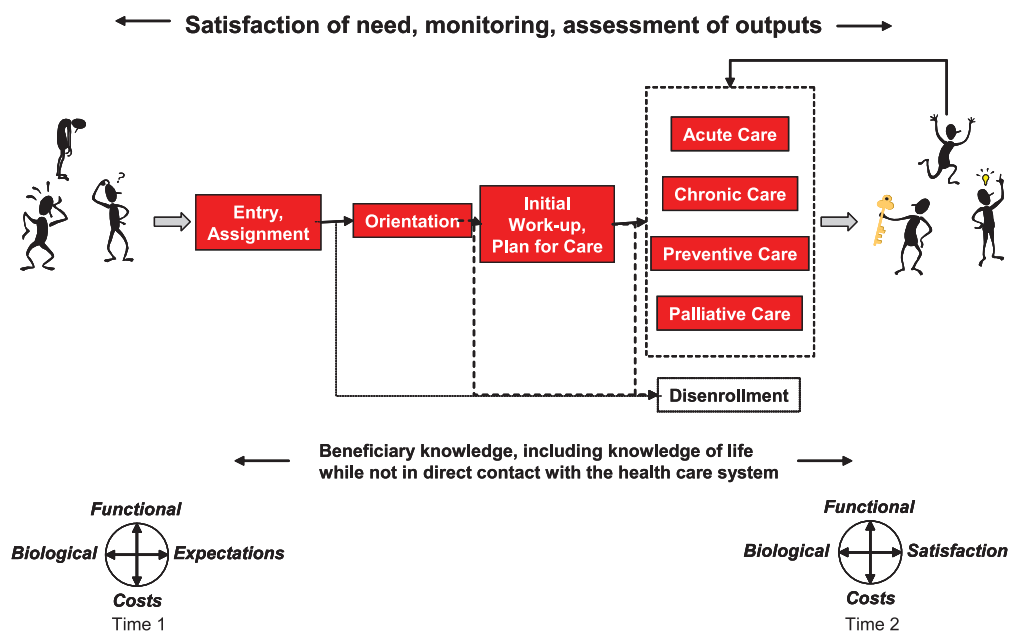 Satisfaction of need, monitoring, assessment of outputs
?
Entry,
Assignment
Orientation
Initial
Work-up,
Plan for Care
Acute Care
Chronic Care
Preventive Care
Palliative Care
Disenrollment
Beneficiary knowledge, including knowledge of life
while not in direct contact with the health care system
Functional
Biological
Expectations
Costs
Time 1
Functional
Biological
Satisfaction
Costs
Time 2